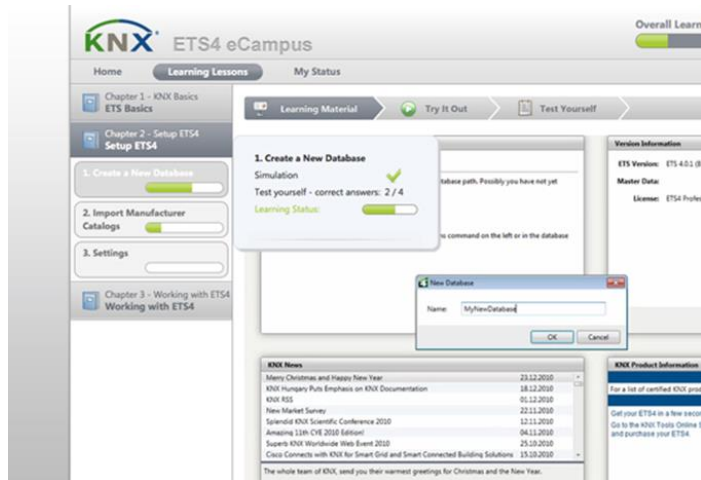 KNX ETS4 eCampus
Overall Learn
Home Learning Lessons My Status
Chapter 1 - KNX Basics
ETS Basics
Chapter 2 - Setup ETS4
Setup ETS4
1. Create a New Database
2. Import Manufacturer
Catalogs
3. Settings
Chapter 3 - Working with ETS4
Working with ETS4
Learning Material Try It Out Test Yourself
1. Create a New Database
Simulation
Test yourself - correct answers: 2 / 4
Learning Status:
tabase path. Possibly you have not yet
ns command on the left or in the database
Version Information
ETS Version: ETS 4.0.1 (B
Master Data:
License: ETS4 Profes
New Database
Name: MyNewDatabase
OK Cancel
KNX News
Merry Christmas and Happy New Year 23.12.2010
KNX Hungary Puts Emphasis on KNX Documentation 18.12.2010
KNX RSS 01.12.2010
New Market Survey 22.11.2010
Splendid KNX Scientific Conference 2010 12.11.2010
Amazing 11th CYE 2010 Edition! 04.11.2010
Superb KNX Worldwide Web Event 2010 25.10.2010
Cisco Connects with KNX for Smart Grid and Smart Connected Building Solutions 15.10.2010
The whole team of KNX, send you their warmest greetings for Christmas and the New Year.
KNX Product Information
For a list of certified KNX prod
Get your ETS4 in a few secon
Go to the KNX Tools Online S
and purchase your ETS4